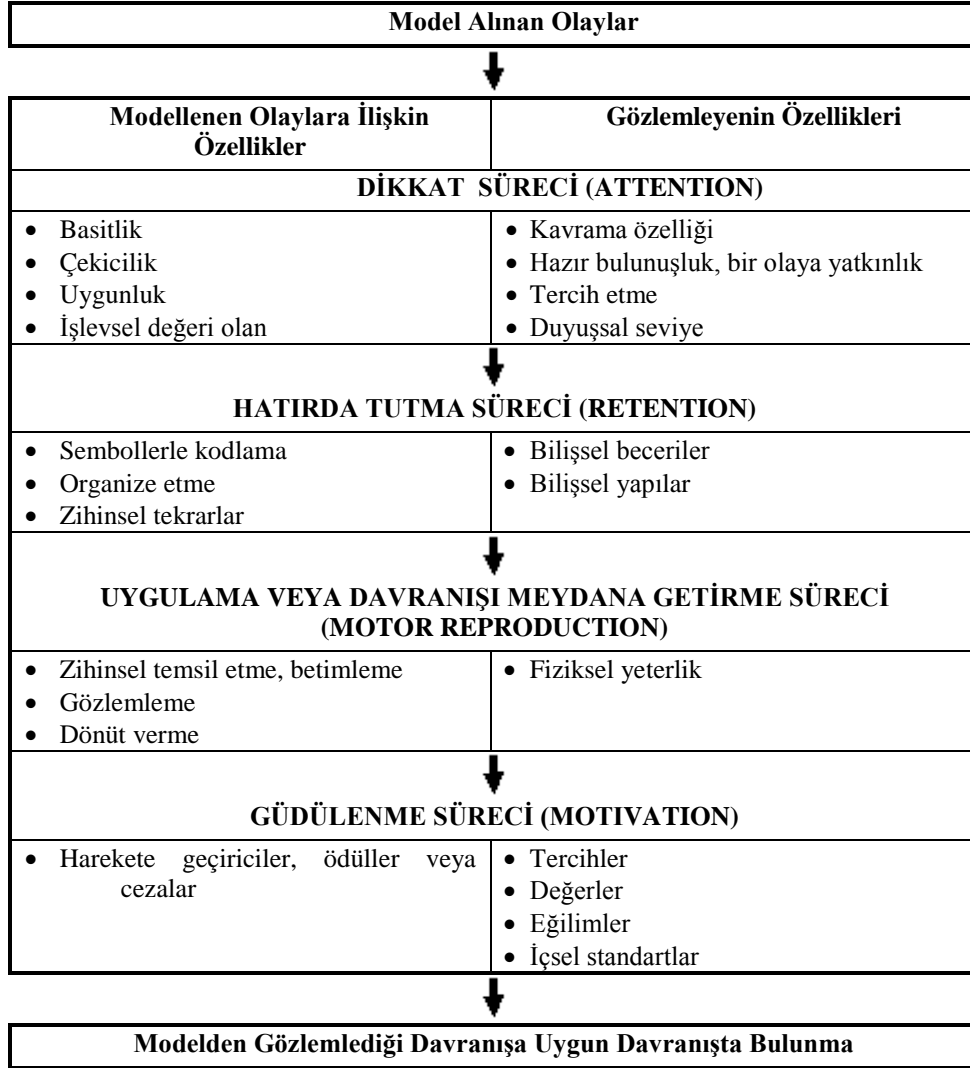 Model Alınan Olaylar
Modellenen Olaylara İlişkin
Özellikler
Gözlemleyenin Özellikleri
DİKKAT SÜRECİ (ATTENTION)
• Basitlik
• Çekicilik
• Uygunluk
• İşlevsel değeri olan
• Kavrama özelliği
• Hazır bulunuşluk, bir olaya yatkınlık
• Tercih etme
• Duyuşsal seviye
HATIRDA TUTMA SÜRECİ (RETENTION)
• Sembollerle kodlama
• Organize etme
• Zihinsel tekrarlar
• Bilişsel beceriler
• Bilişsel yapılar
UYGULAMA VEYA DAVRANIŞI MEYDANA GETİRME SÜRECİ
(MOTOR REPRODUCTION)
• Zihinsel temsil etme, betimleme
• Gözlemleme
• Dönüt verme
• Fiziksel yeterlik
GÜDÜLENME SÜRECİ (MOTIVATION)
• Harekete geçiriciler, ödüller veya
cezalar
• Tercihler
• Değerler
• Eğilimler
• İçsel standartlar
Modelden Gözlemlediği Davranışa Uygun Davranışta Bulunma